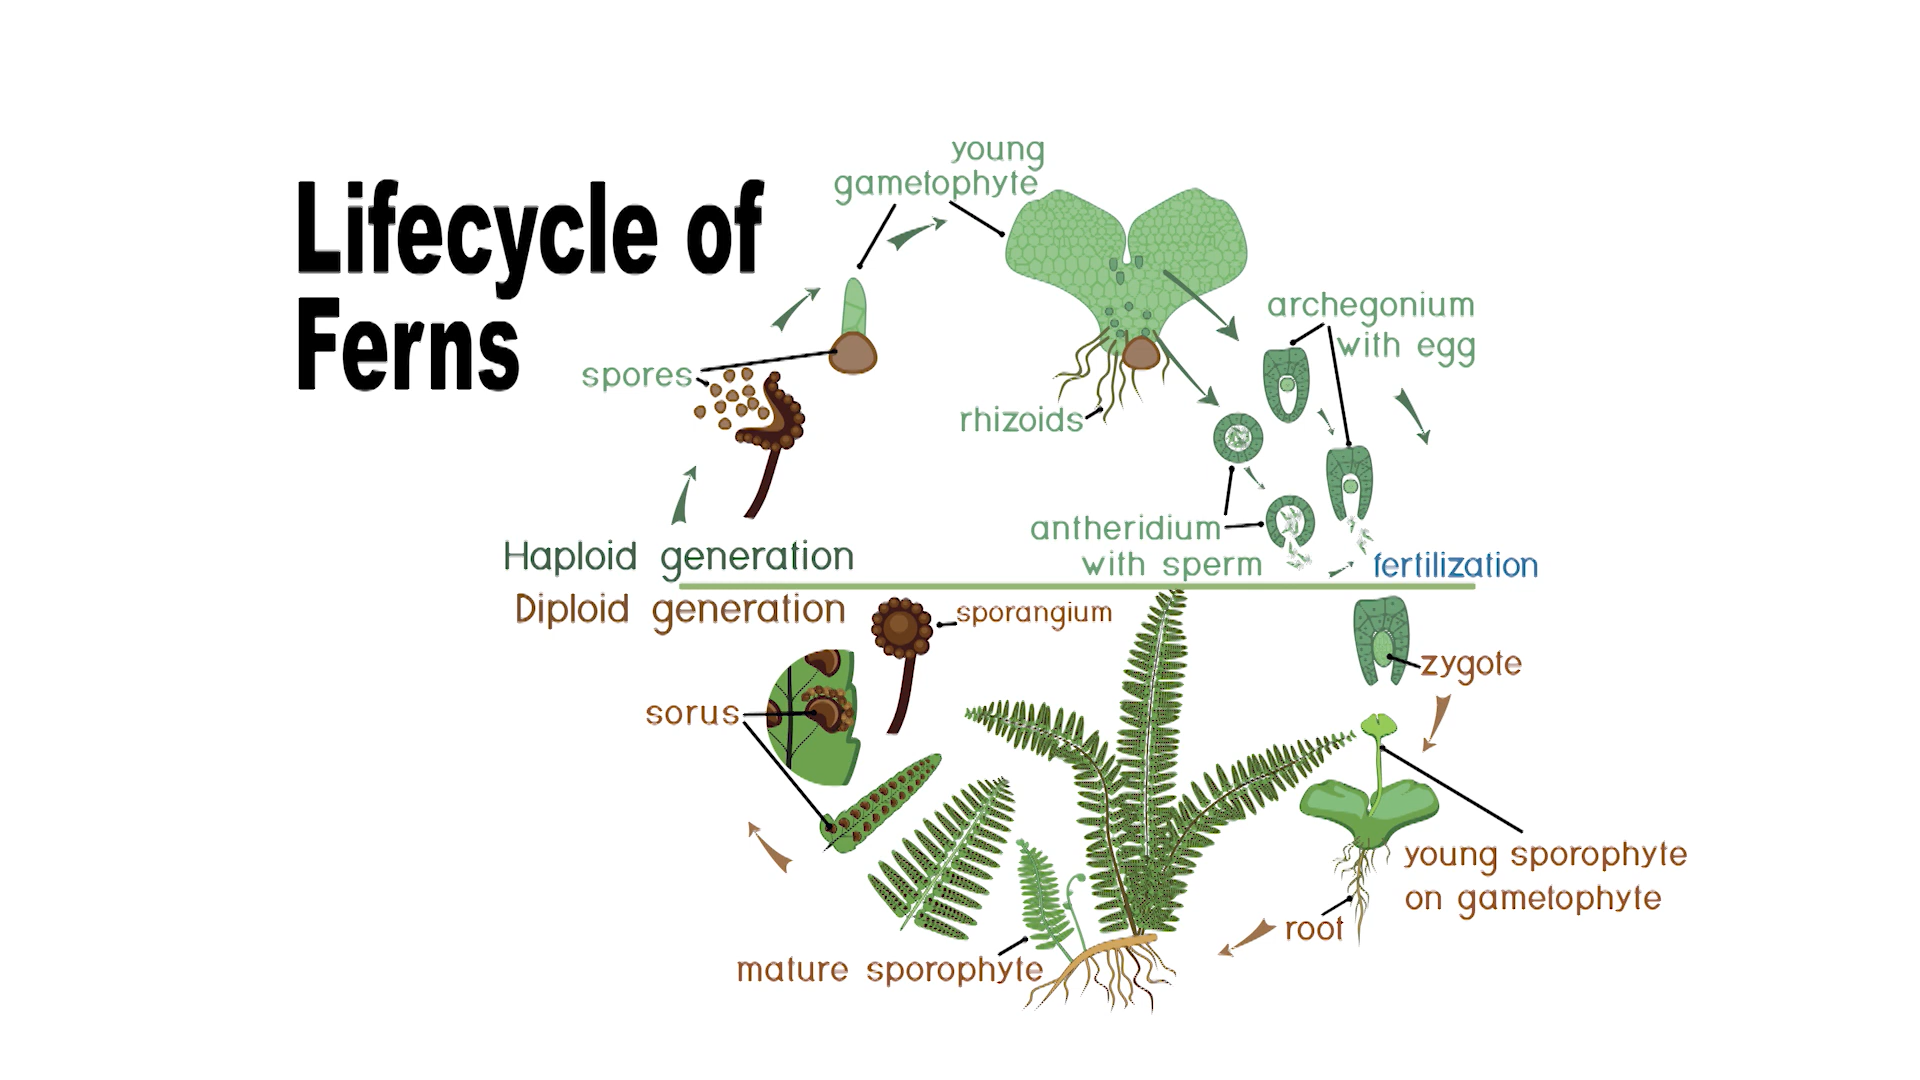 Lifecycle of
Ferns
young
gametophyte
archegonium
with egg
spores
rhizoids
antheridium
with sperm
fertilization
Haploid generation
Diploid generation
sporangium
zygote
sorus
young sporophyte
on gametophyte
root
mature sporophyte